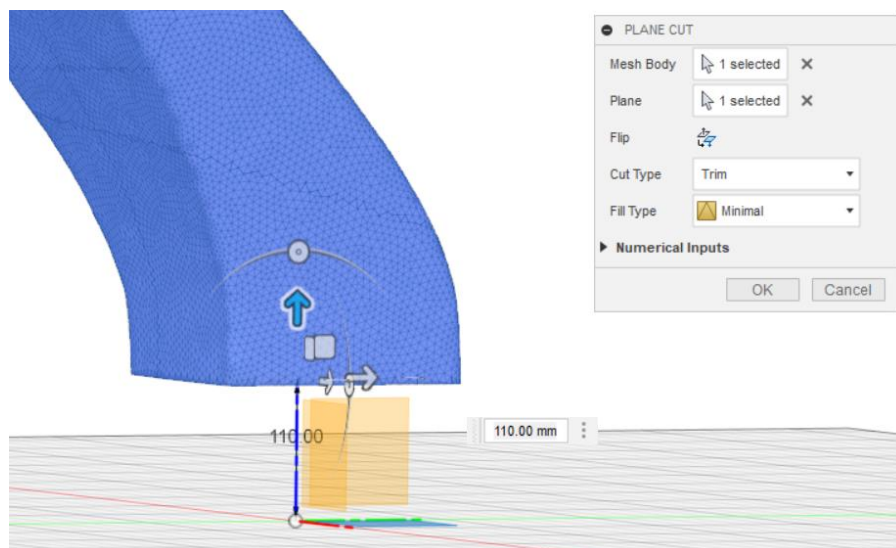 PLANE CUT
Mesh Body 1 selected
Plane 1 selected
Flip
Cut Type Trim
Fill Type Minimal
Numerical Inputs
OK Cancel
110.00
110.00 mm